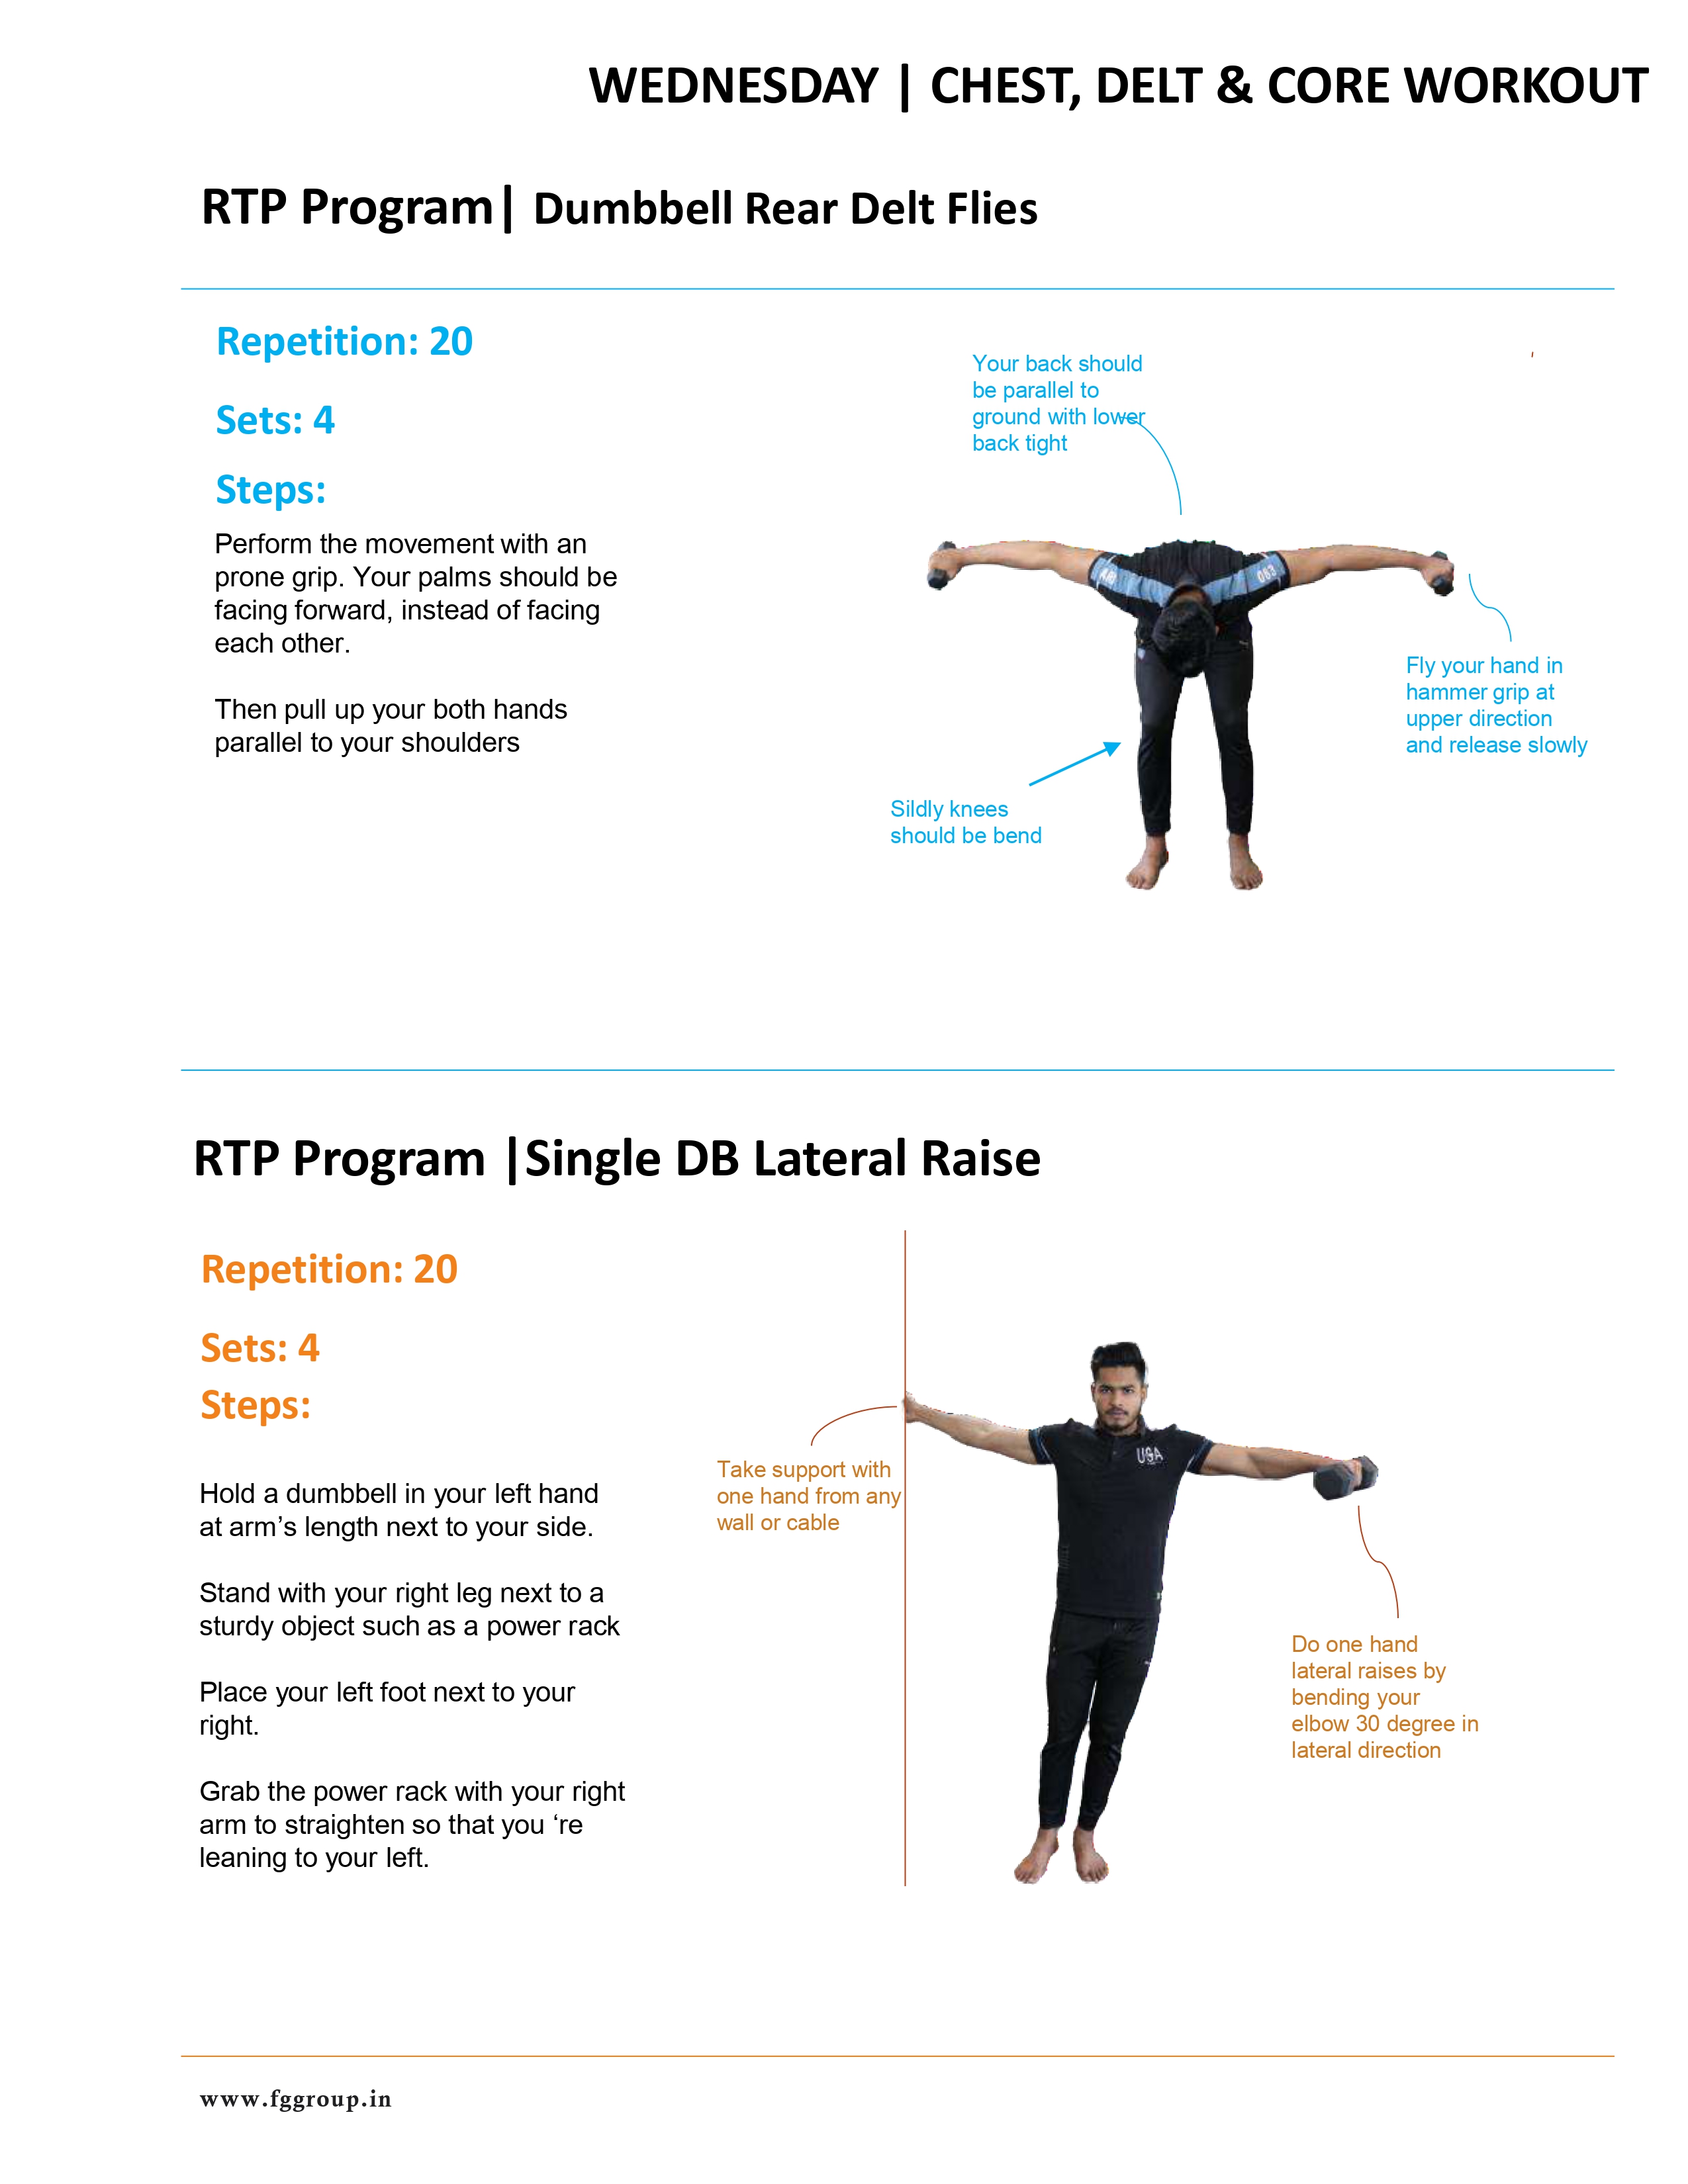 WEDNESDAY | CHEST, DELT & CORE WORKOUT
RTP Program| Dumbbell Rear Delt Flies
Repetition: 20
Sets: 4
Steps:
Perform the movement with an
prone grip. Your palms should be
facing forward, instead of facing
each other.
Then pull up your both hands
parallel to your shoulders
Your back should
be parallel to
ground with lower
back tight
083
Fly your hand in
hammer grip at
upper direction
and release slowly
Sildly knees
should be bend
RTP Program |Single DB Lateral Raise
Repetition: 20
Sets: 4
Steps:
Hold a dumbbell in your left hand
at arm’s length next to your side.
Stand with your right leg next to a
sturdy object such as a power rack
Place your left foot next to your
right.
Grab the power rack with your right
arm to straighten so that you ‘re
leaning to your left.
Take support with
one hand from any
wall or cable
UGA
Do one hand
lateral raises by
bending your
elbow 30 degree in
lateral direction
www.fggroup.in